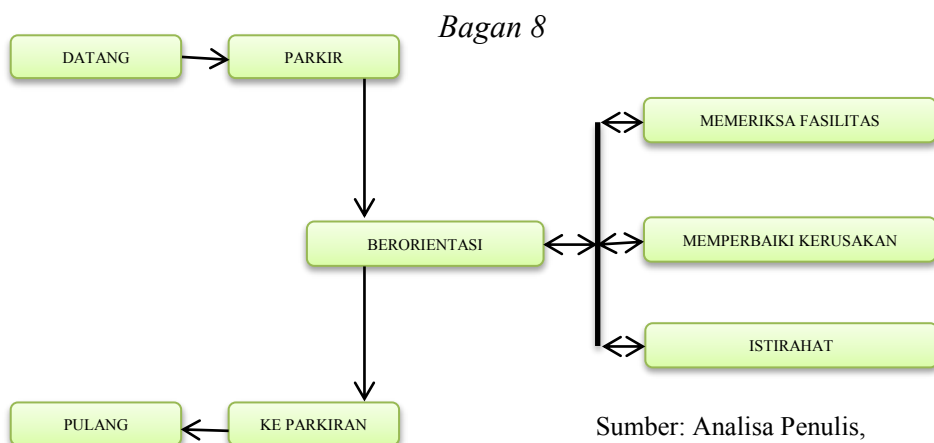 Bagan 8
DATANG
PARKIR
MEMERIKSA FASILITAS
BERORIENTASI
MEMPERBAIKI KERUSAKAN
ISTIRAHAT
PULANG
KE PARKIRAN
Sumber: Analisa Penulis,